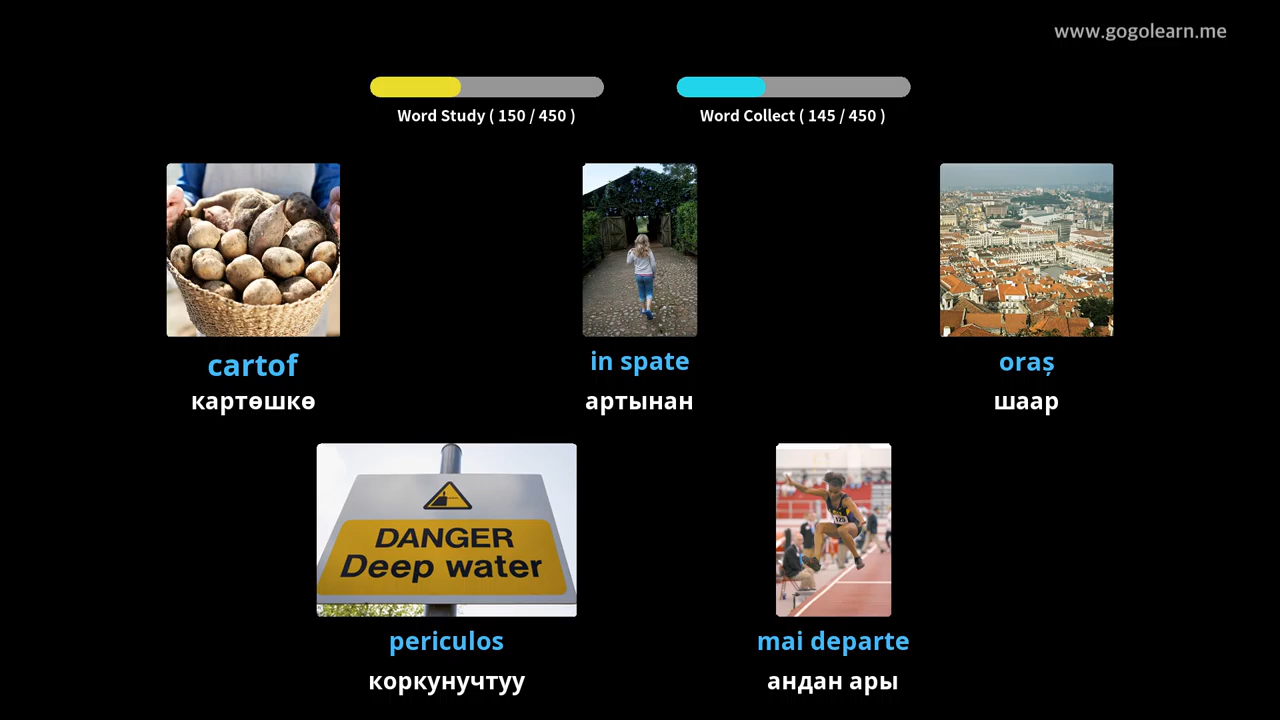 www.gogolearn.me
Word Study ( 150 / 450 )
Word Collect ( 145 / 450 )
cartof
картөшкө
in spate
артынан
oraș
шаар
DANGER
Deep water
periculos
коркунучтуу
mai departe
андан ары